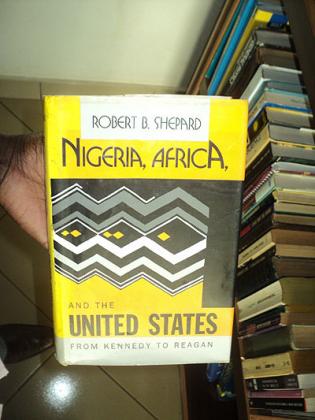 ROBERT B. SHEPARD
NIGERIA, AFRICA,
AND THE
UNITED STATES
FROM KENNEDY TO REAGAN